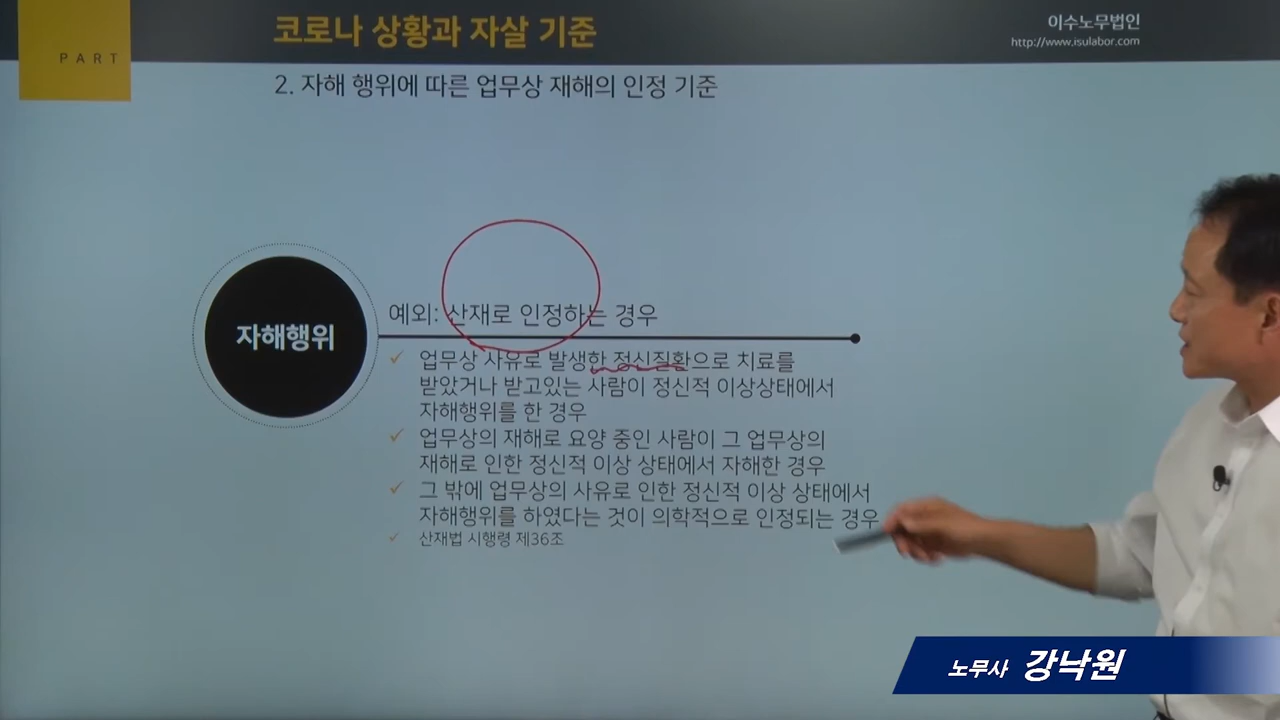 PART
코로나 상황과 자살 기준
이수노무법인
http://www.isulabor.com
2. 자해 행위에 따른 업무상 재해의 인정 기준
자해행위
예외: 산재로 인정하는 경우
업무상 사유로 발생한 정신질환으로 치료를
받았거나 받고있는 사람이 정신적 이상상태에서
자해행위를 한 경우
업무상의 재해로 요양 중인 사람이 그 업무상의
재해로 인한 정신적 이상 상태에서 자해한 경우
그 밖에 업무상의 사유로 인한 정신적 이상 상태에서
자해행위를 하였다는 것이 의학적으로 인정되는 경우
산재법 시행령 제36조
노무사 강낙원